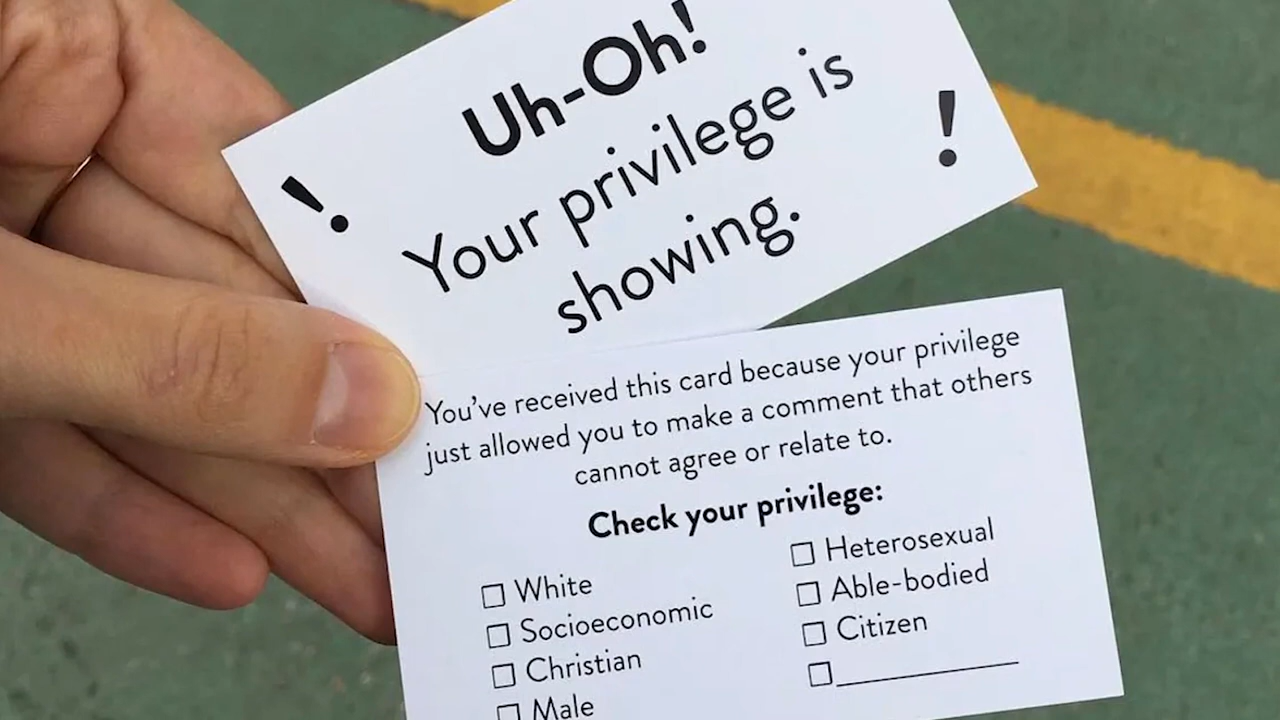 Uh-Oh!
Your privilege is
showing.
!
!
You've received this card because your privilege
just allowed you to make a comment that others
cannot agree or relate to.
Check your privilege:
White
Socioeconomic
Christian
Male
Heterosexual
Able-bodied
Citizen